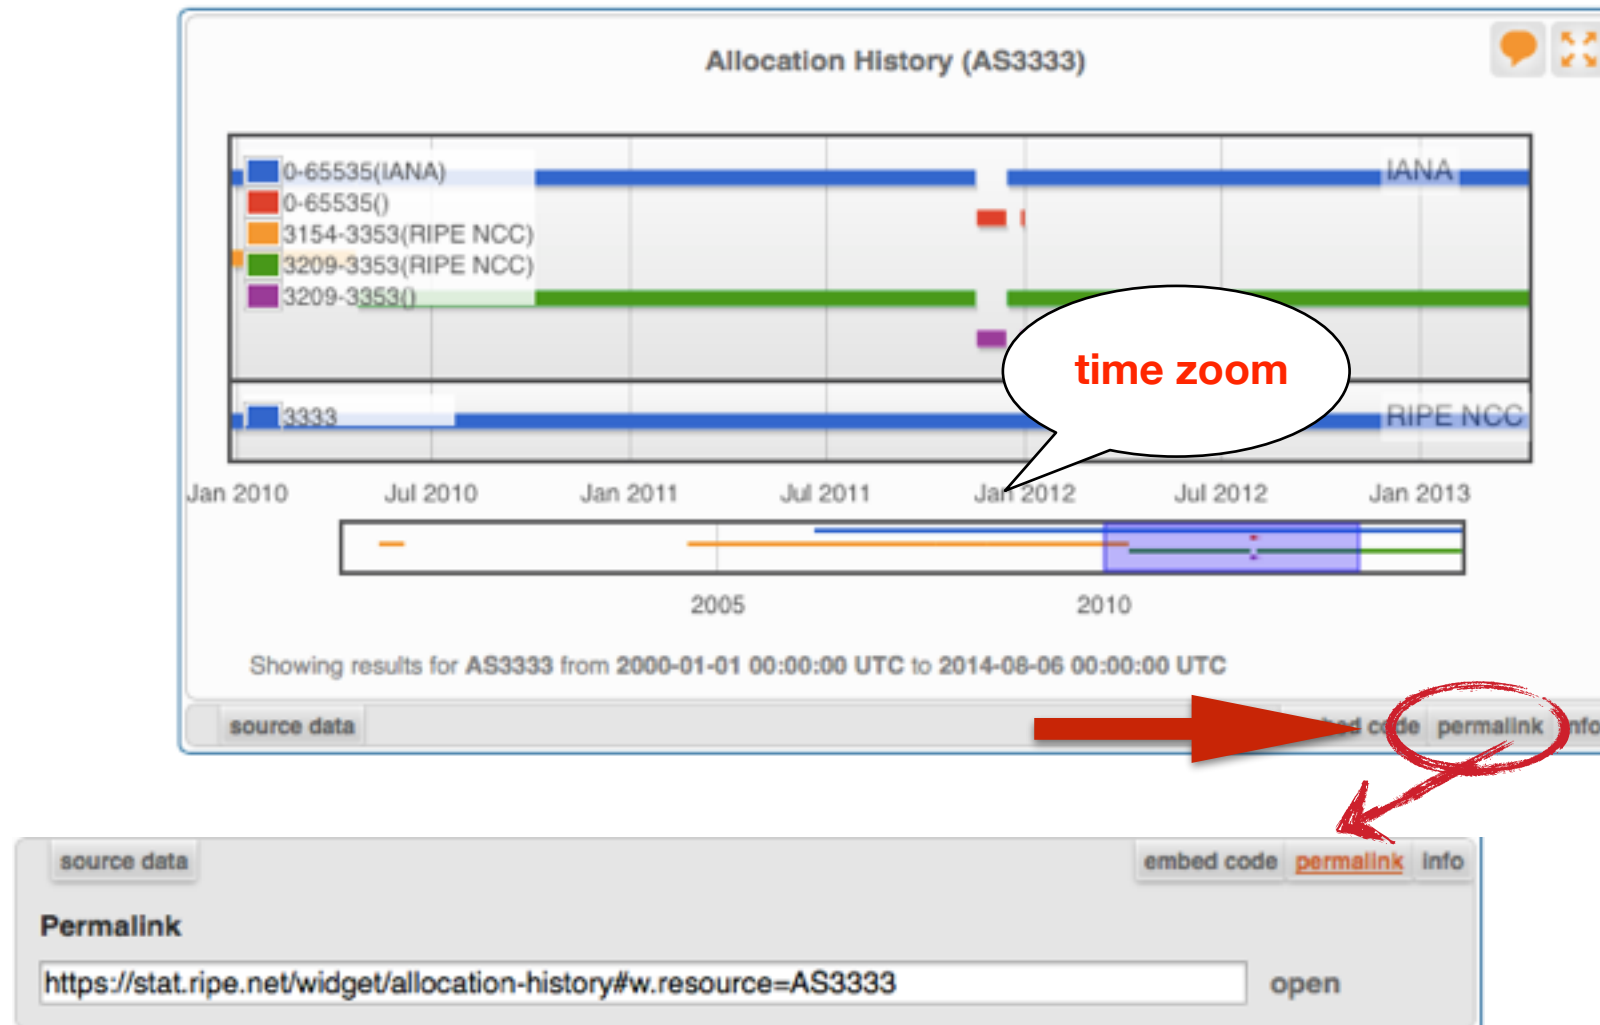 Allocation History (AS3333)
0-65535(IANA)
IANA
0-65535()
3154-3353(RIPE NCC)
3209-3353(RIPE NCC)
3209-3353()
time zoom
3333
RIPE NCC
Jan 2010 Jul 2010 Jan 2011 Jul 2011 Jan 2012 Jul 2012 Jan 2013
2005 2010
Showing results for AS3333 from 2000-01-01 00:00:00 UTC to 2014-08-06 00:00:00 UTC
source data code permalink
source data embed code permalink info
Permalink
https://stat.ripe.net/widget/allocation-history#w.resource=AS3333 open